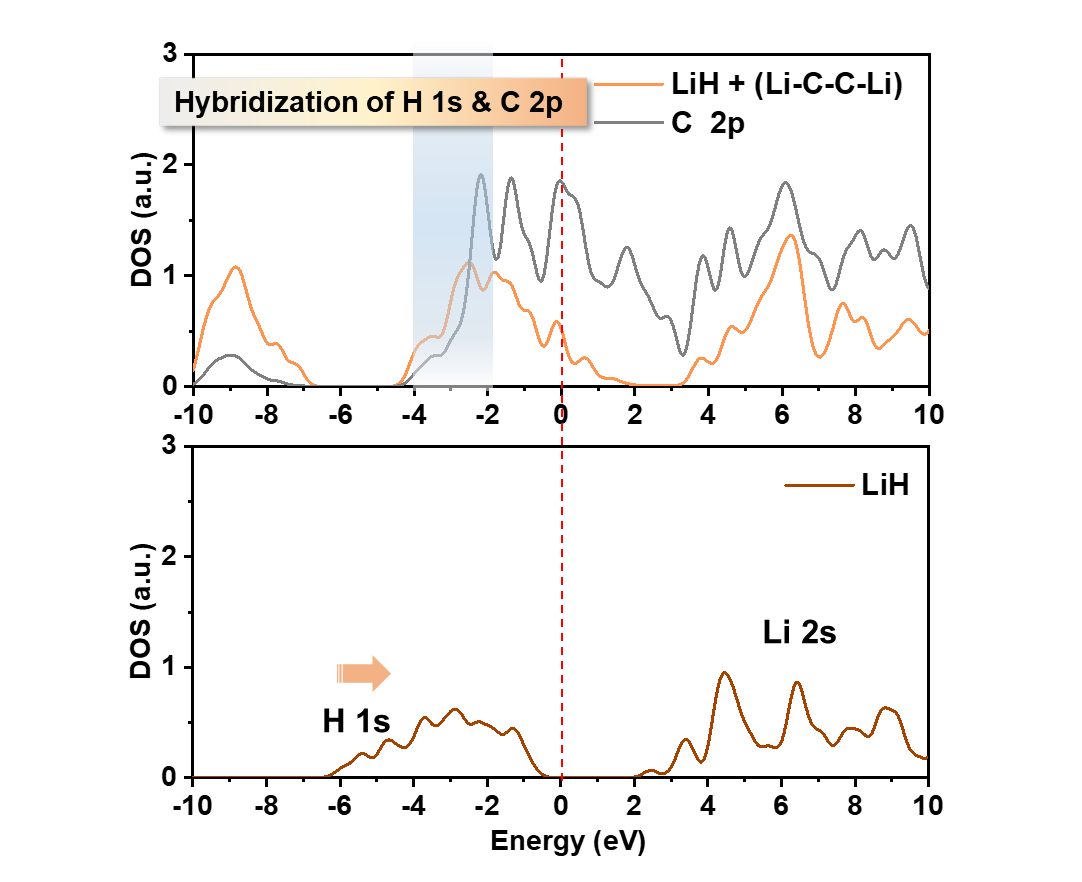 3
Hybridization of H 1s & C 2p
LiH + (Li-C-C-Li)
C 2p
2
DOS (a.u.)
1
0
-10 -8 -6 -4 -2 0 2 4 6 8 10
3
LiH
2
DOS (a.u.)
Li 2s
1
H 1s
0
-10 -8 -6 -4 -2 0 2 4 6 8 10
Energy (eV)